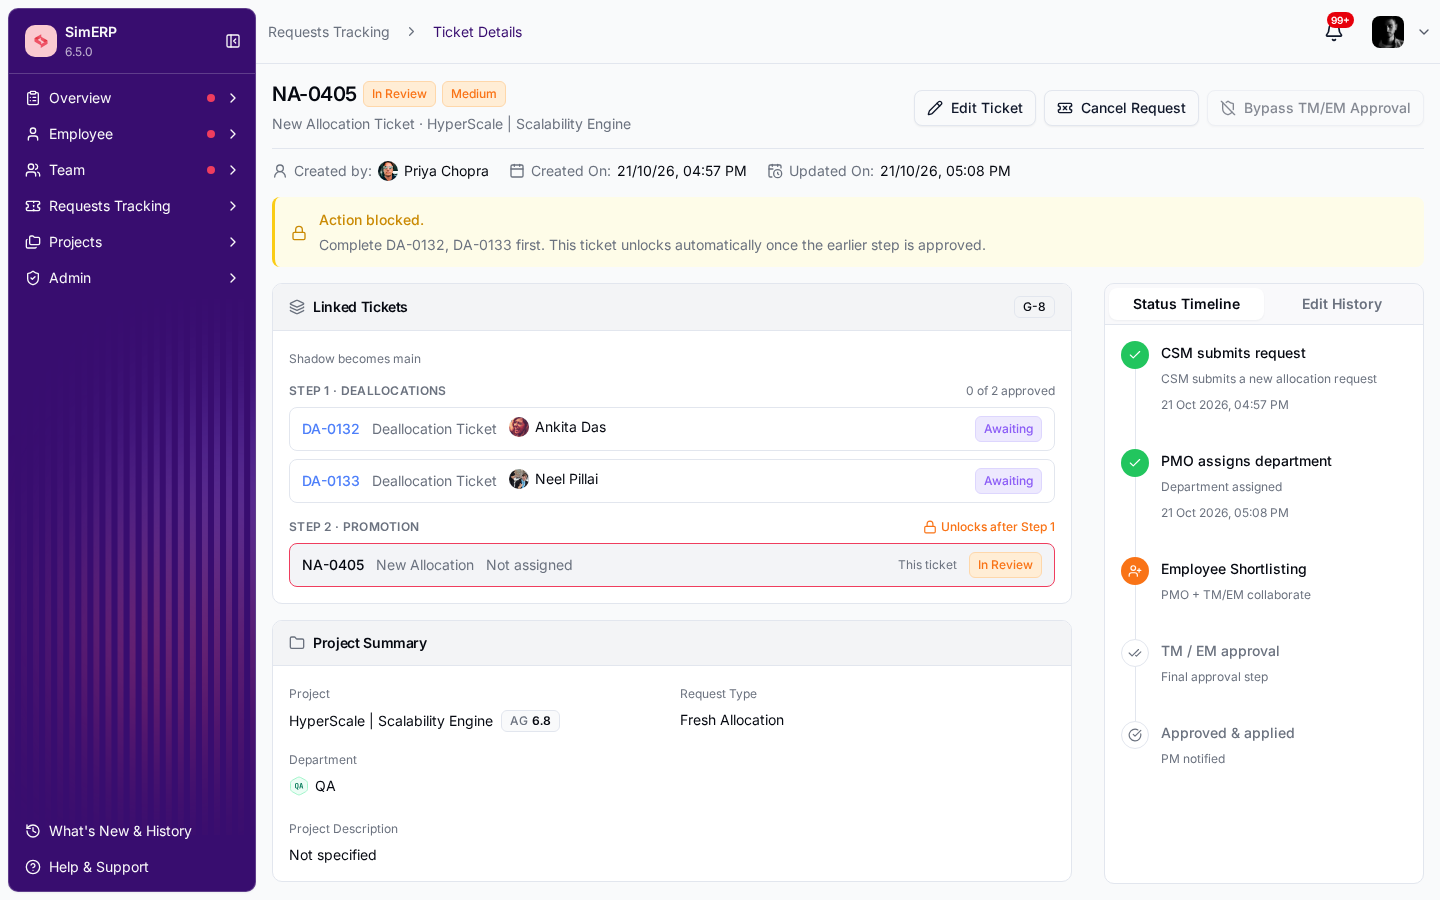 SimERP
6.5.0
Overview
Employee
Team
Requests Tracking
Projects
Admin
What's New & History
Help & Support
Requests Tracking
Ticket Details
99+
NA-0405
In Review
Medium
New Allocation Ticket · HyperScale | Scalability Engine
Edit Ticket
Cancel Request
Bypass TM/EM Approval
Created by: Priya Chopra
Created On: 21/10/26, 04:57 PM
Updated On: 21/10/26, 05:08 PM
Action blocked.
Complete DA-0132, DA-0133 first. This ticket unlocks automatically once the earlier step is approved.
Linked Tickets
G-8
Shadow becomes main
STEP 1 · DEALLOCATIONS
0 of 2 approved
DA-0132 Deallocation Ticket Ankita Das Awaiting
DA-0133 Deallocation Ticket Neel Pillai Awaiting
STEP 2 · PROMOTION
Unlocks after Step 1
NA-0405 New Allocation Not assigned This ticket In Review
Project Summary
Project
HyperScale | Scalability Engine AG 6.8
Request Type
Fresh Allocation
Department
QA QA
Project Description
Not specified
Status Timeline
Edit History
CSM submits request
CSM submits a new allocation request
21 Oct 2026, 04:57 PM
PMO assigns department
Department assigned
21 Oct 2026, 05:08 PM
Employee Shortlisting
PMO + TM/EM collaborate
TM / EM approval
Final approval step
Approved & applied
PM notified